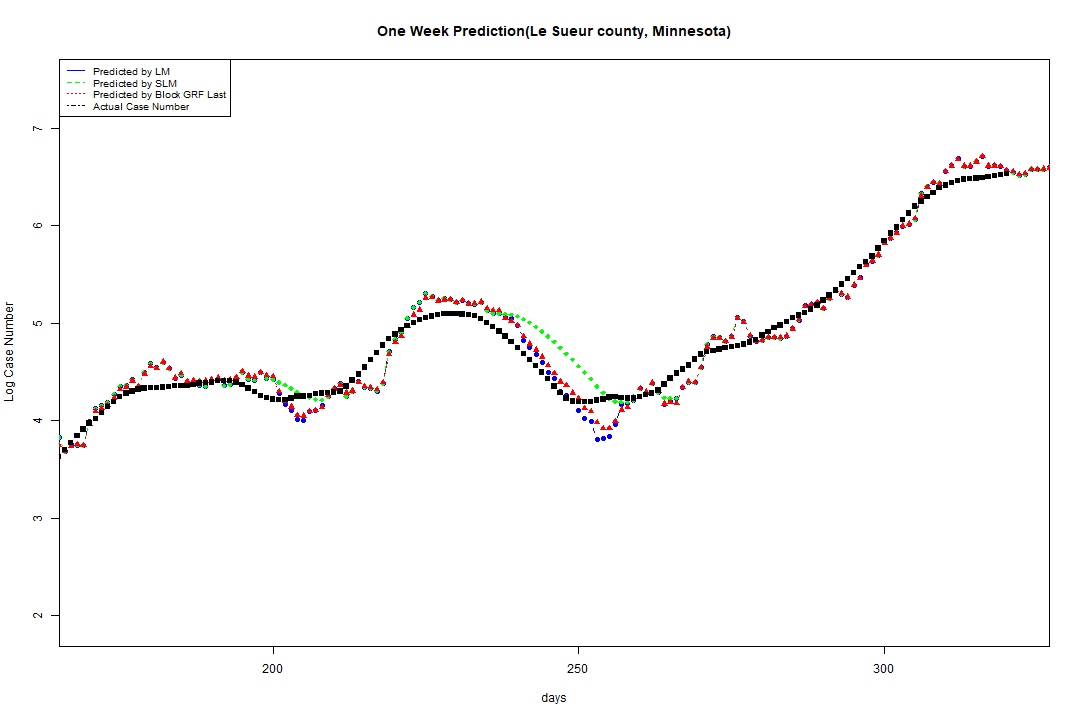 One Week Prediction(Le Sueur county, Minnesota)
Predicted by LM
Predicted by SLM
Predicted by Block GRF Last
Actual Case Number
7
6
5
4
3
2
Log Case Number
200
250
300
days